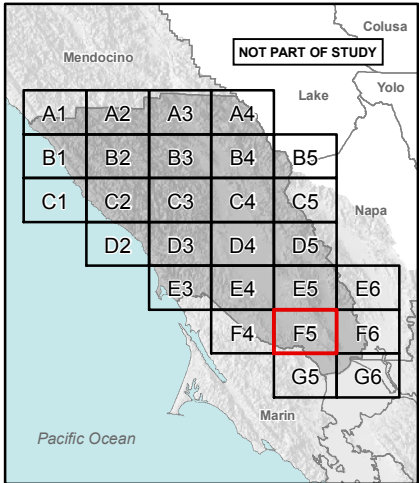 Colusa
Mendocino
NOT PART OF STUDY
Lake
Yolo
A1 A2 A3 A4
B1 B2 B3 B4 B5
C1 C2 C3 C4 C5
Napa
D2 D3 D4 D5
E3 E4 E5 E6
F4 F5 F6
G5 G6
Marin
Pacific Ocean